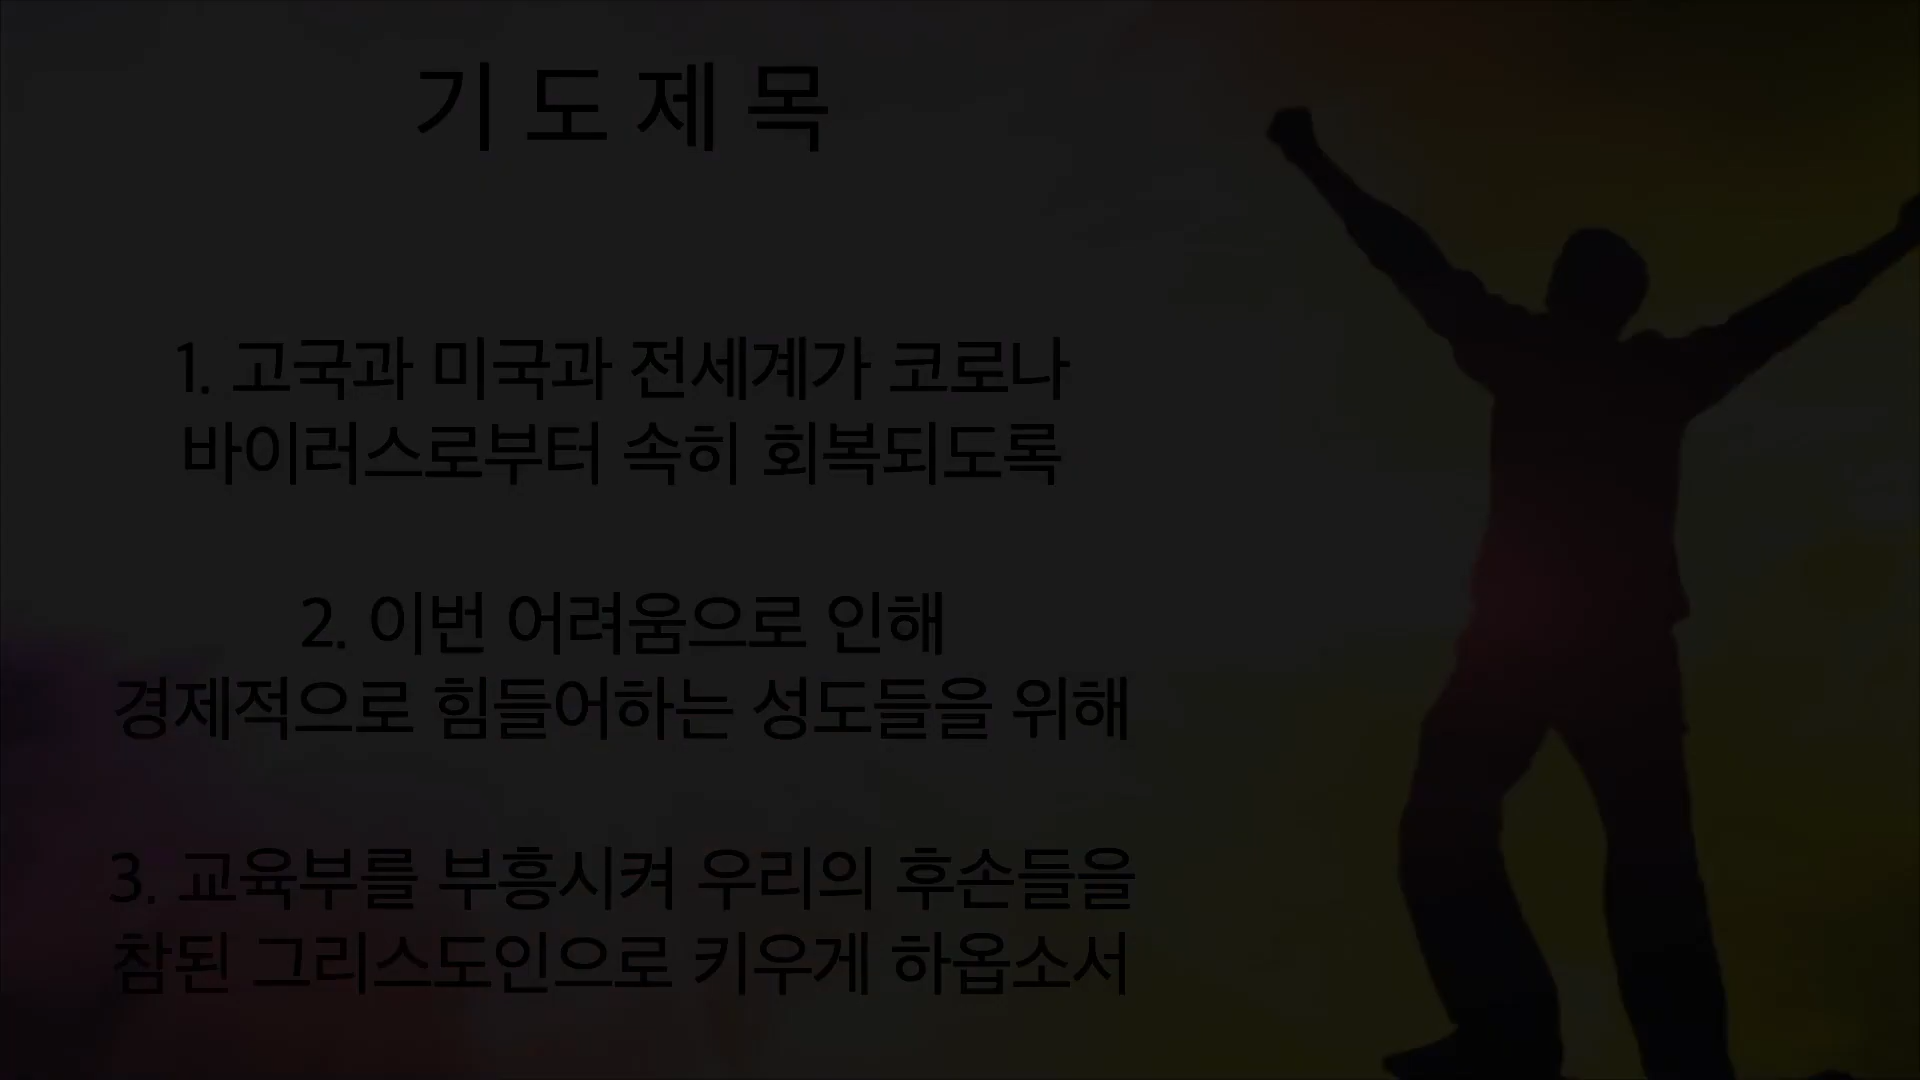 기도제목
1. 고국과 미국과 전세계가 코로나
바이러스로부터 속히 회복되도록
2. 이번 어려움으로 인해
경제적으로 힘들어하는 성도들을 위해
3. 교육부를 부흥시켜 우리의 후손들을
참된 그리스도인으로 키우게 하옵소서